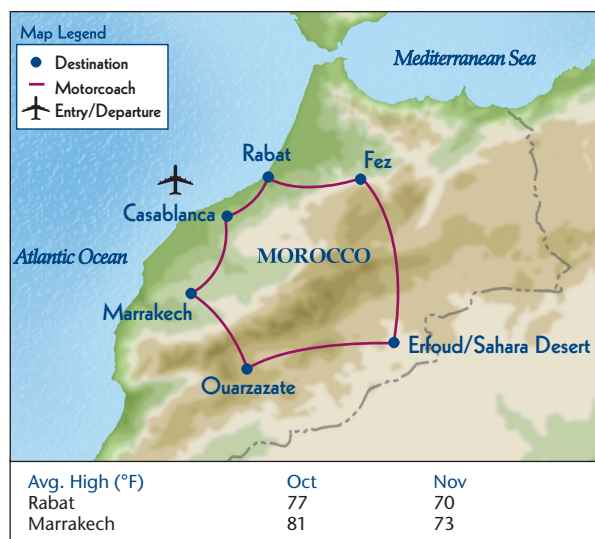 Map Legend
Destination
Motorcoach
Entry/Departure
Mediterranean Sea
Rabat
Fez
Casablanca
Atlantic Ocean
MOROCCO
Marrakech
Erfoud/Sahara Desert
Ouarzazate
Avg. High (°F) Oct Nov
Rabat 77 70
Marrakech 81 73